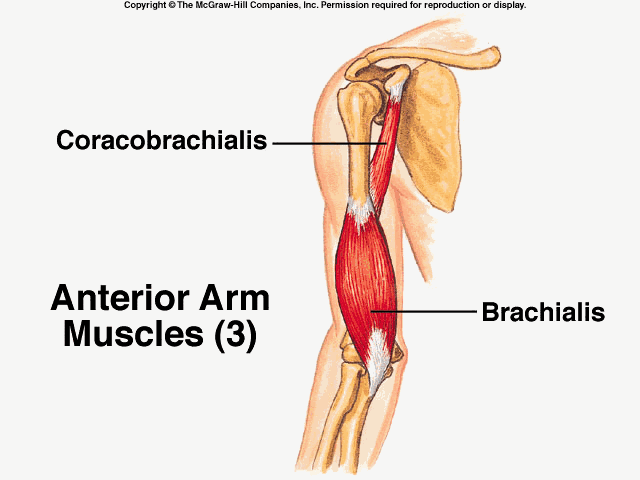 Copyright © The McGraw-Hill Companies, Inc. Permission required for reproduction or display.
Coracobrachialis
Anterior Arm
Muscles (3)
Brachialis